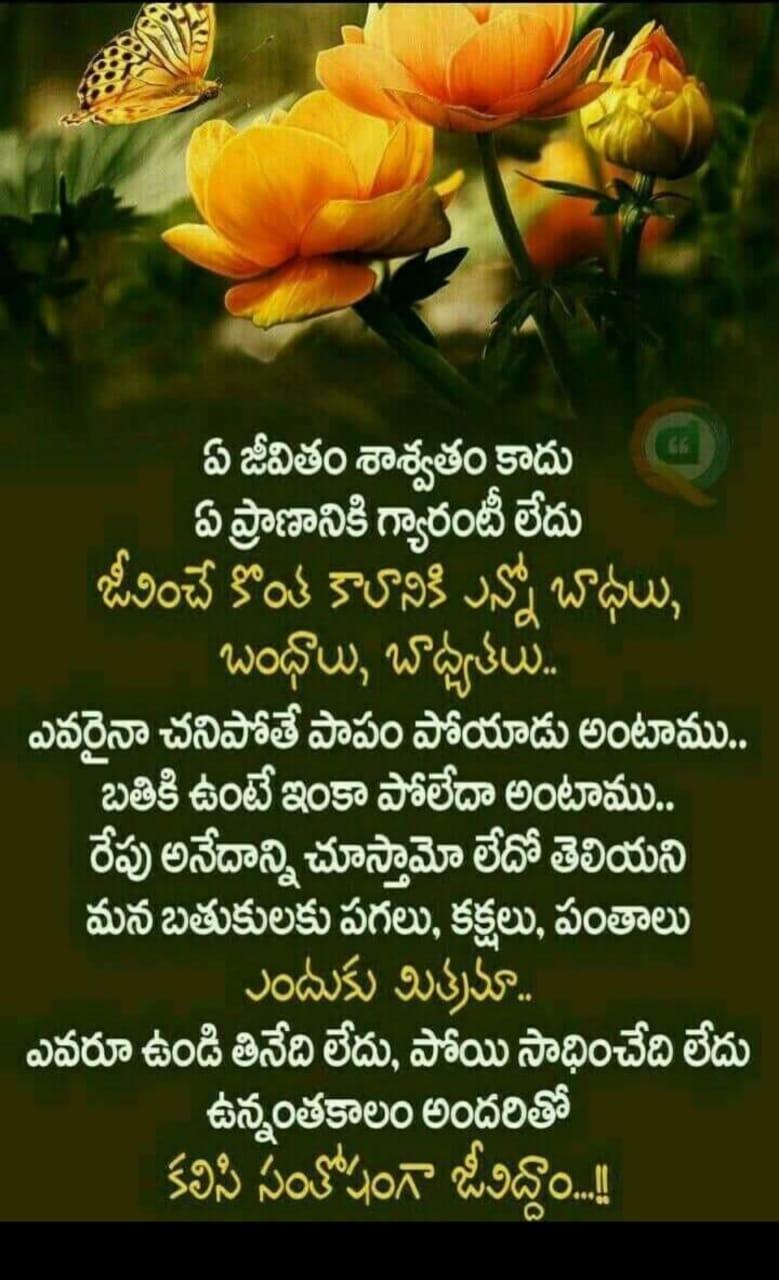 ఏ జీవితం శాశ్వతం కాదు
ఏ ప్రాణానికి గ్యారంటీ లేదు
జీవించే కొంత కాలానికి ఎన్నో బాధలు,
బంధాలు, బాధ్యతలు..
ఎవరైనా చనిపోతే పాపం పోయాడు అంటాము..
బతికి ఉంటే ఇంకా పోలేదా అంటాము..
రేపు అనేదాన్ని చూస్తామో లేదో తెలియని
మన బతుకులకు పగలు, కక్షలు, పంతాలు
ఎందుకు మిత్రమా..
ఎవరూ ఉండి తినేది లేదు, పోయి సాధించేది లేదు
ఉన్నంతకాలం అందరితో
కలిసి సంతోషంగా జీవిద్దాం...!!